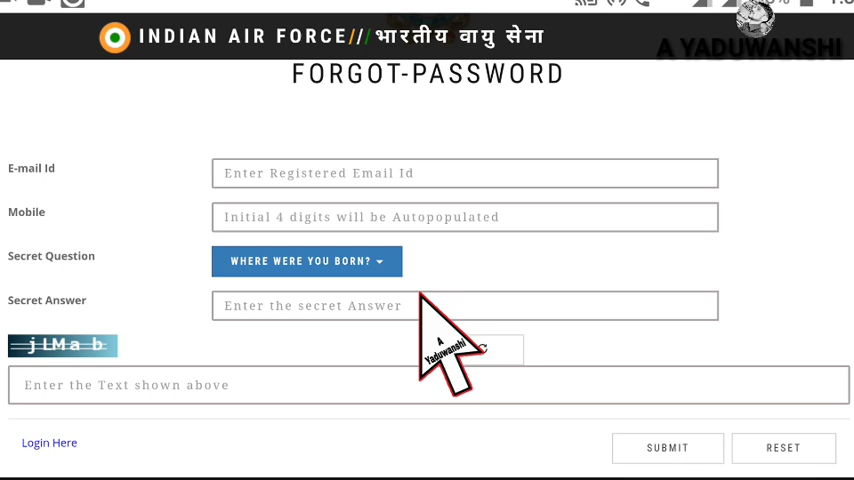 INDIAN AIR FORCE///भारतीय वायु सेना
A YADUWANSHI
FORGOT-PASSWORD
E-mail Id
Enter Registered Email Id
Mobile
Initial 4 digits will be Autopopulated
Secret Question
WHERE WERE YOU BORN?
Secret Answer
Enter the secret Answer
A
Yaduwanshi
jLMa b
Enter the Text shown above
Login Here
SUBMIT
RESET